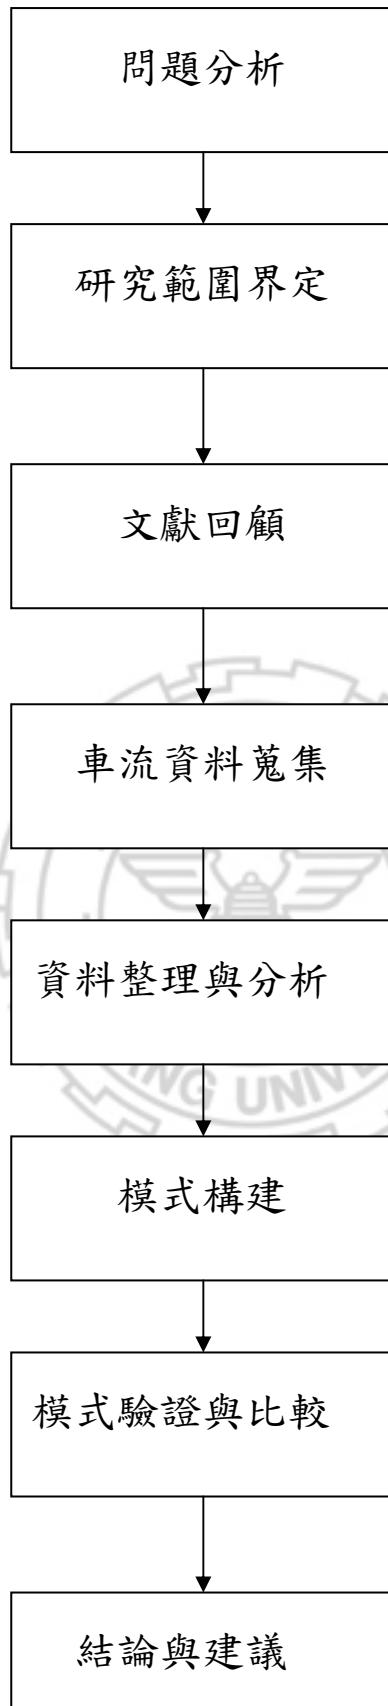 問題分析
研究範圍界定
文獻回顧
車流資料蒐集
資料整理與分析
NG UNIV
模式構建
模式驗證與比較
結論與建議